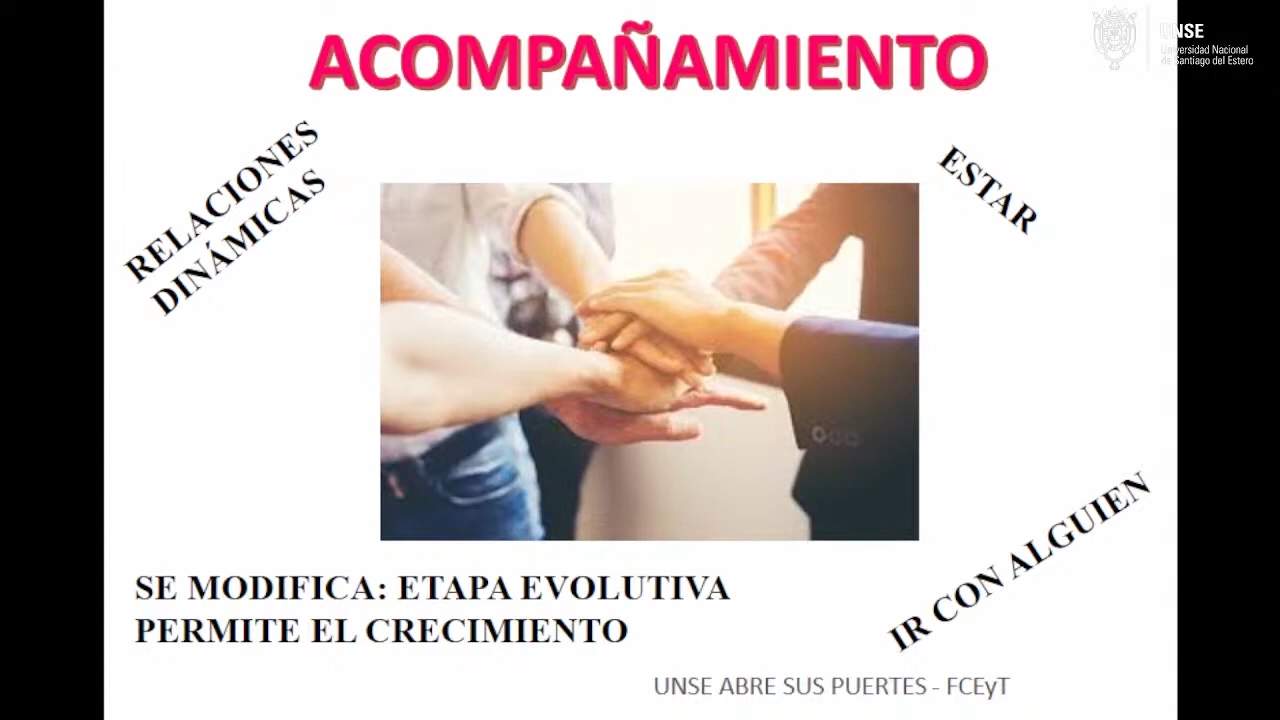 ACOMPAÑAMIENTO
UNSE
Universidad Nacional
de Santiago del Estero
RELACIONES
DINÁMICAS
ESTAR
IR CON ALGUIEN
SE MODIFICA: ETAPA EVOLUTIVA
PERMITE EL CRECIMIENTO
UNSE ABRE SUS PUERTES - FCEyT